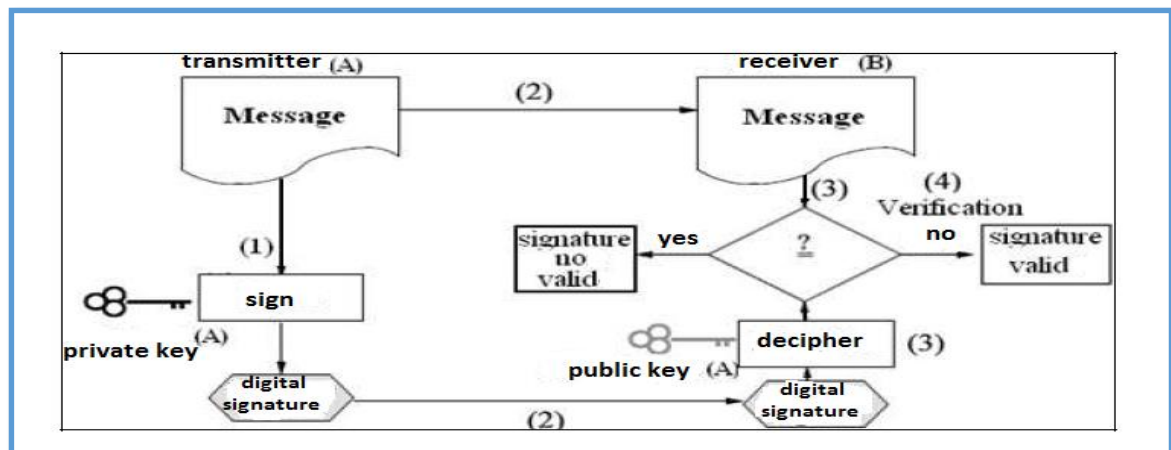 transmitter (A)
receiver (B)
Message
(2)
Message
(1)
(3)
(4)
Verification
yes
no
signature
no
valid
?
signature
valid
sign
private key (A)
decipher
(3)
public key (A)
digital
signature
(2)
digital
signature